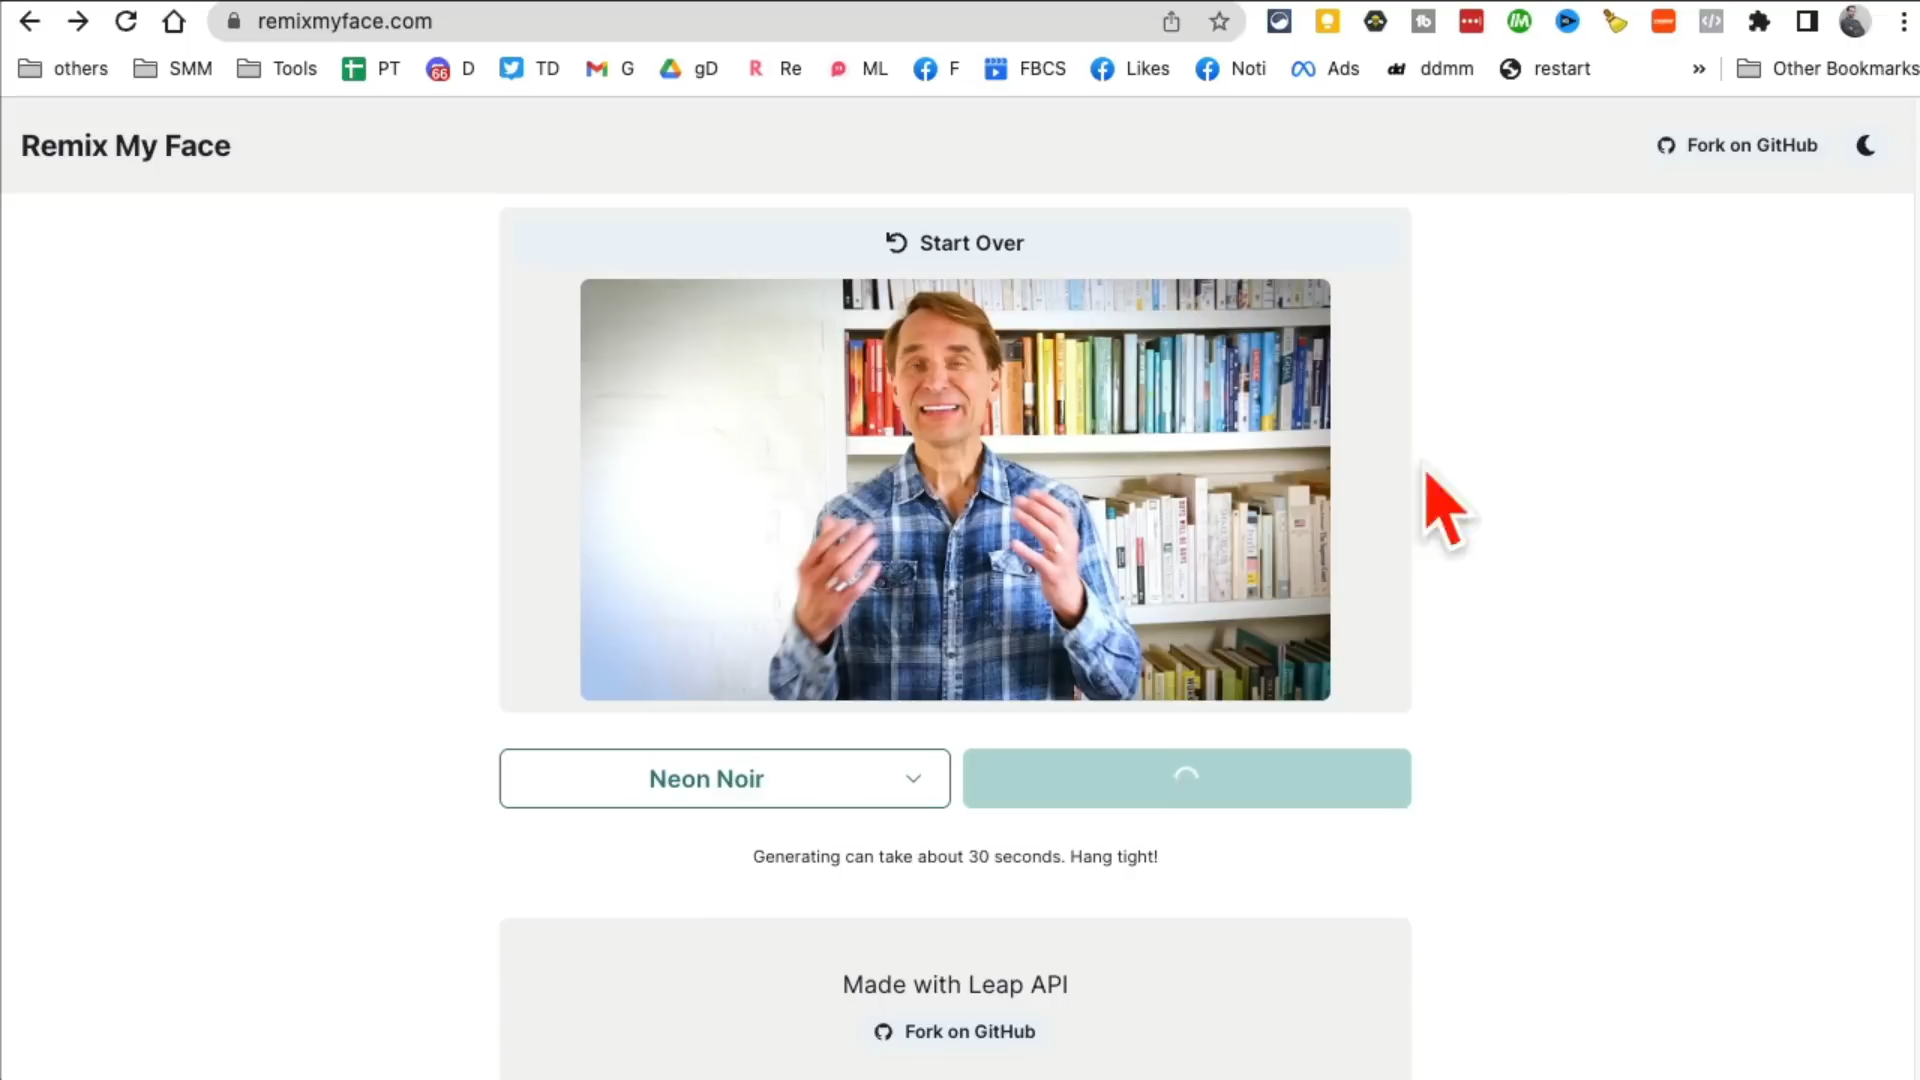 remixmyface.com
others SMM Tools PT 66 D TD G gD R Re ML F FBCS Likes Noti Ads dd ddmm restart » Other Bookmarks
Remix My Face
Fork on GitHub
Start Over
Neon Noir
Generating can take about 30 seconds. Hang tight!
Made with Leap API
Fork on GitHub